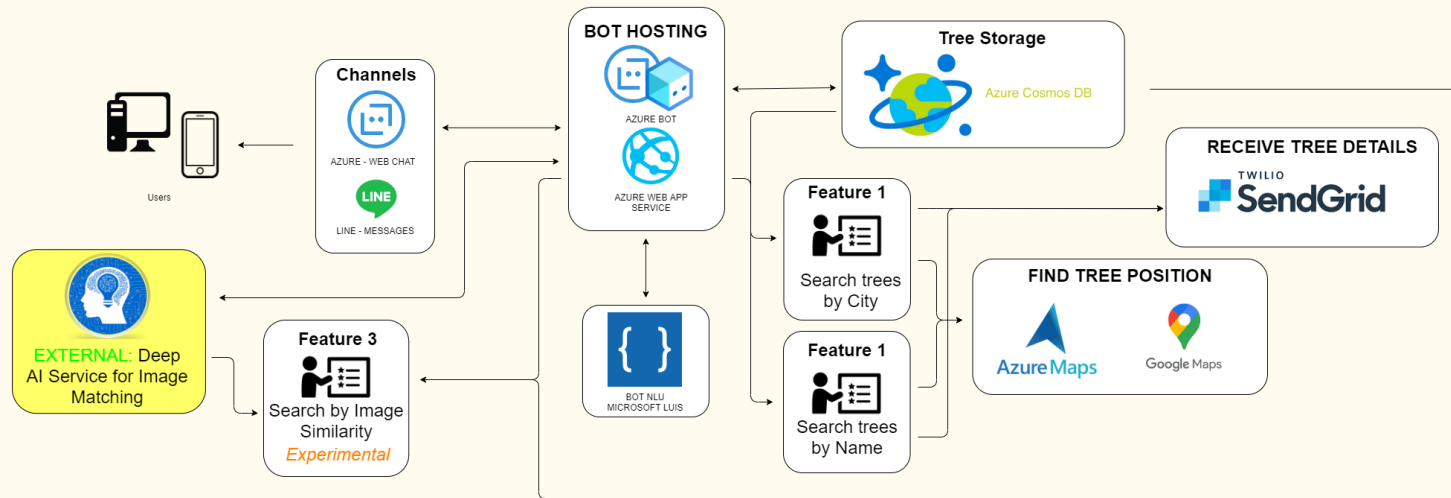 Users
Channels
AZURE - WEB CHAT
LINE
LINE - MESSAGES
BOT HOSTING
AZURE BOT
AZURE WEB APP
SERVICE
Tree Storage
Azure Cosmos DB
RECEIVE TREE DETAILS
TWILIO
SendGrid
Feature 1
Search trees
by City
FIND TREE POSITION
Azure Maps
Google Maps
EXTERNAL: Deep
AI Service for Image
Matching
Feature 3
Search by Image
Similarity
Experimental
{ }
BOT NLU
MICROSOFT LUIS
Feature 1
Search trees
by Name